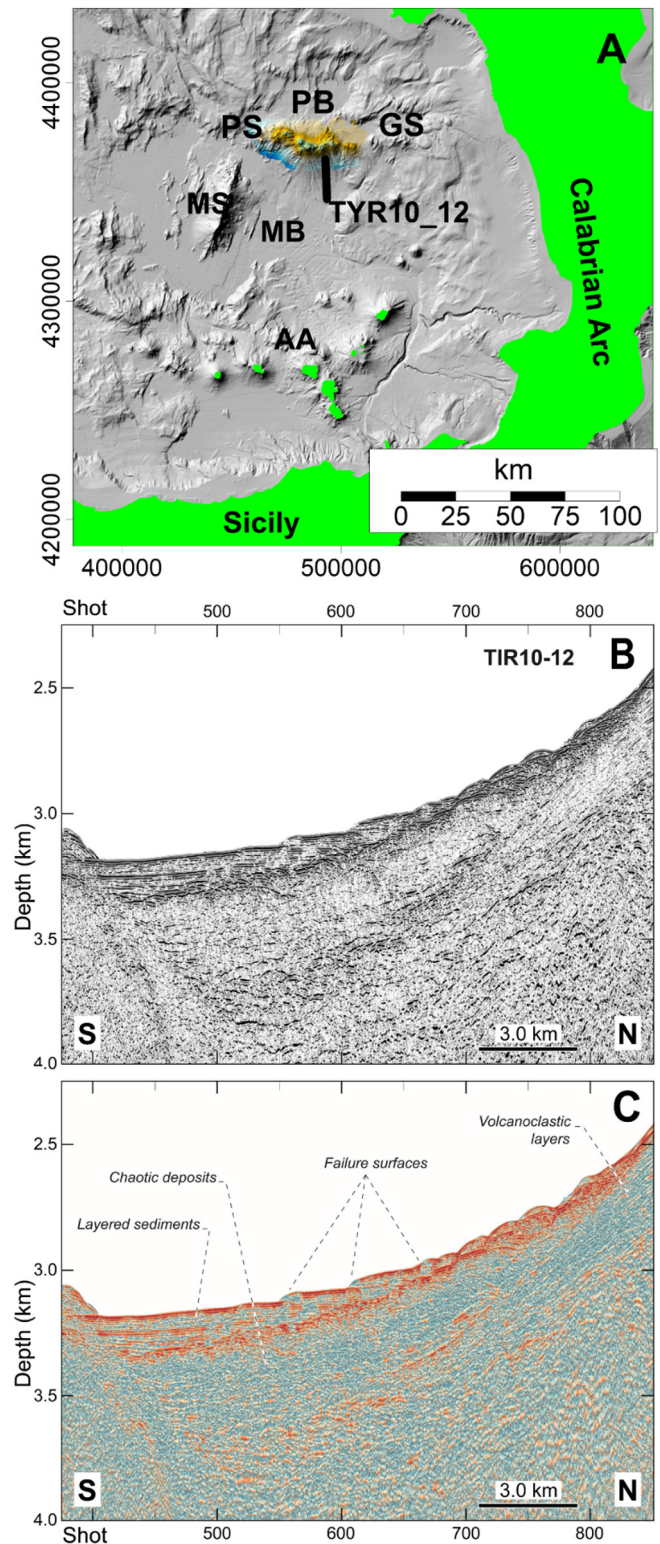 A
4400000
PB
PS
GS
MS
TYR10_12
MB
Calabrian Arc
4300000
AA
km
0 25 50 75 100
4200000
Sicily
400000 500000 600000
Shot 500 600 700 800
TIR10-12 B
2.5
3.0
Depth (km)
3.5
3.0 km
S N
4.0
C
Volcanoclastic
layers
2.5
Failure surfaces
Chaotic deposits
Layered sediments
3.0
Depth (km)
3.5
3.0 km
S N
4.0
Shot 500 600 700 800